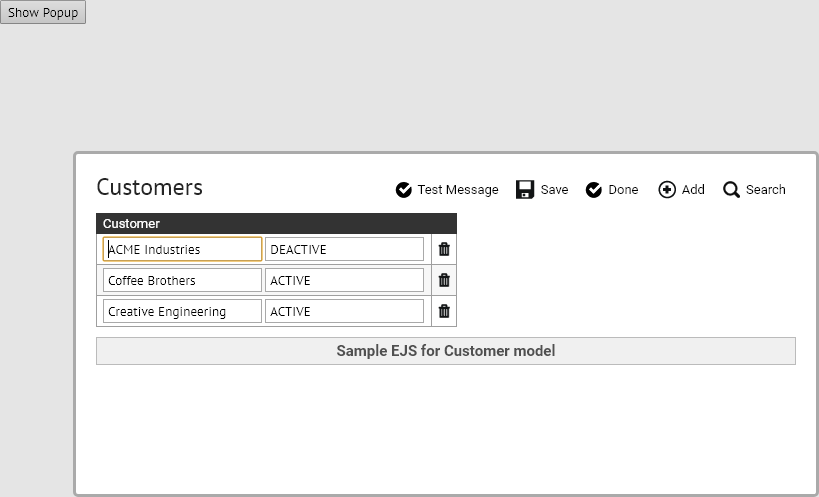 Show Popup
Customers
Test Message Save Done Add Search
Customer
ACME Industries DEACTIVE
Coffee Brothers ACTIVE
Creative Engineering ACTIVE
Sample EJS for Customer model